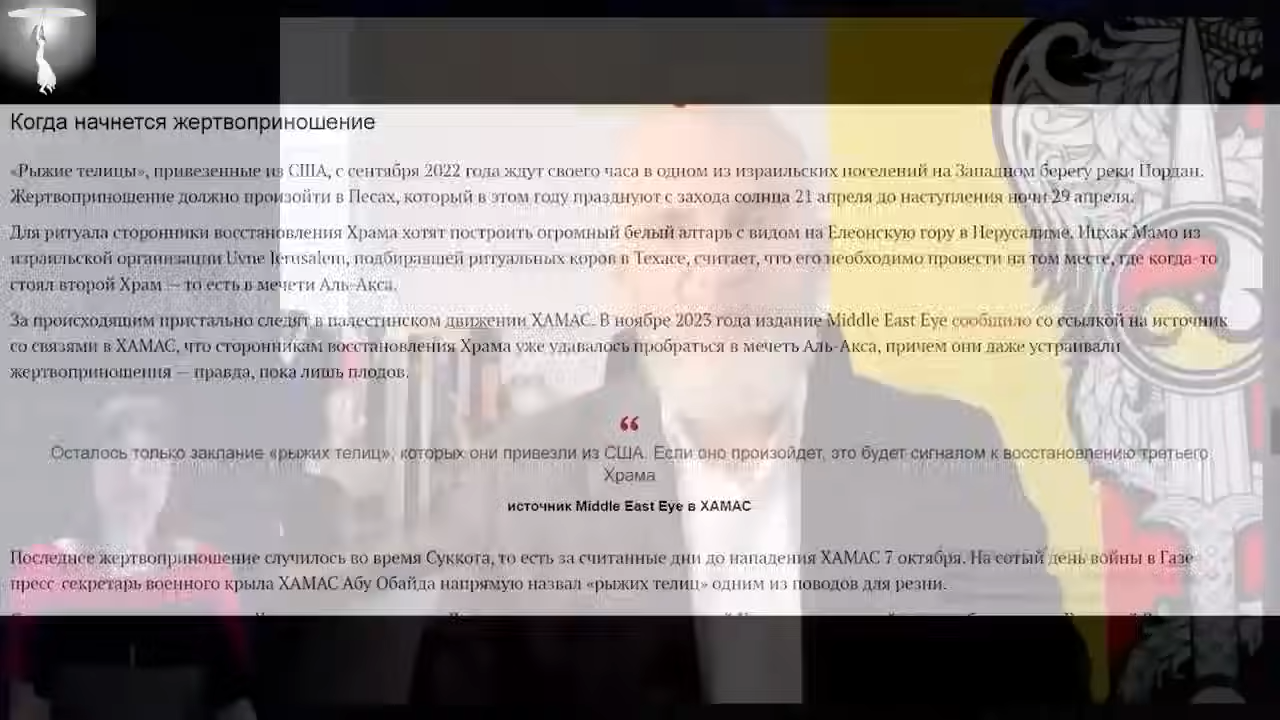 Когда начнется жертвоприношение
«Рыжие телицы», привезенные из США, с сентября 2022 года ждут своего часа в одном из израильских поселений на Западном берегу реки Иордан.
Жертвоприношение должно произойти в Песах, который в этом году празднуют с захода солнца 21 апреля до наступления ночи 29 апреля.
Для ритуала сторонники восстановления Храма хотят построить огромный белый алтарь с видом на Елеонскую гору в Иерусалиме. Ицхак Мамо из
израильской организации Uvne Jerusalem, подбиравшей ритуальных коров в Техасе, считает, что его необходимо провести на том месте, где когда-то
стоял второй Храм — то есть в мечети Аль-Акса.
За происходящим пристально следят в палестинском движении ХАМАС. В ноябре 2023 года издание Middle East Eye сообщило со ссылкой на источник
со связями в ХАМАС, что сторонникам восстановления Храма уже удавалось пробраться в мечеть Аль-Акса, причем они даже устраивали
жертвоприношения — правда, пока лишь плодов.
“
Осталось только заклание «рыжих телиц», которых они привезли из США. Если оно произойдет, это будет сигналом к восстановлению третьего
Храма
источник Middle East Eye в ХАМАС
Последнее жертвоприношение случилось во время Суккота, то есть за считанные дни до нападения ХАМАС 7 октября. На сотый день войны в Газе
пресс-секретарь военного крыла ХАМАС Абу Обайда напрямую назвал «рыжих телиц» одним из поводов для резни.